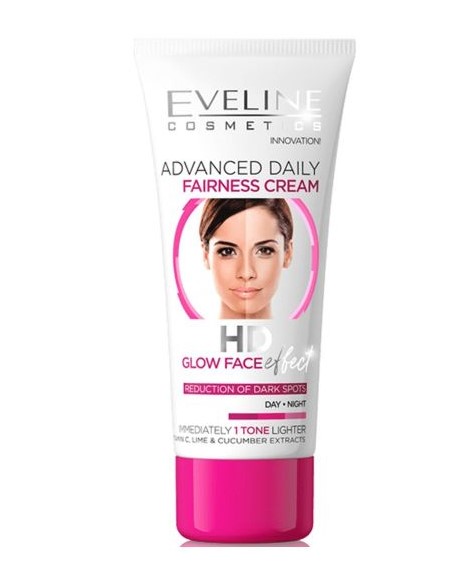 EVELINE
COSMETICS
INNOVATION!
ADVANCED DAILY
FAIRNESS CREAM
HD
GLOW FACE effect
REDUCTION OF DARK SPOTS
DAY • NIGHT
IMMEDIATELY 1 TONE LIGHTER
C, LIME & CUCUMBER EXTRACTS